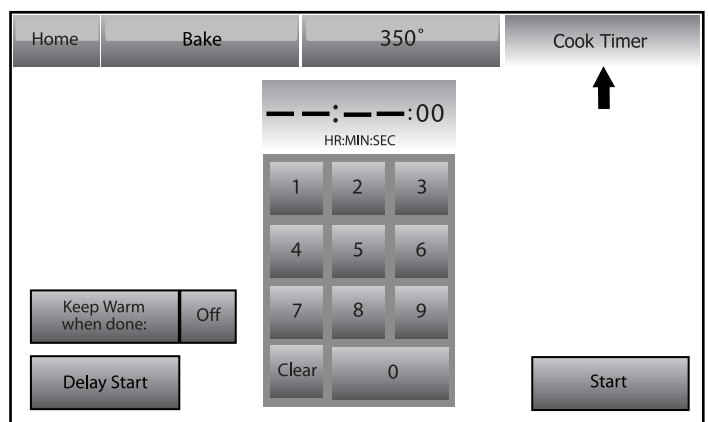 Home Bake 350° Cook Timer
– –:– –:00
HR:MIN:SEC
1 2 3
4 5 6
7 8 9
Clear 0
Keep Warm
when done: Off
Delay Start
Start